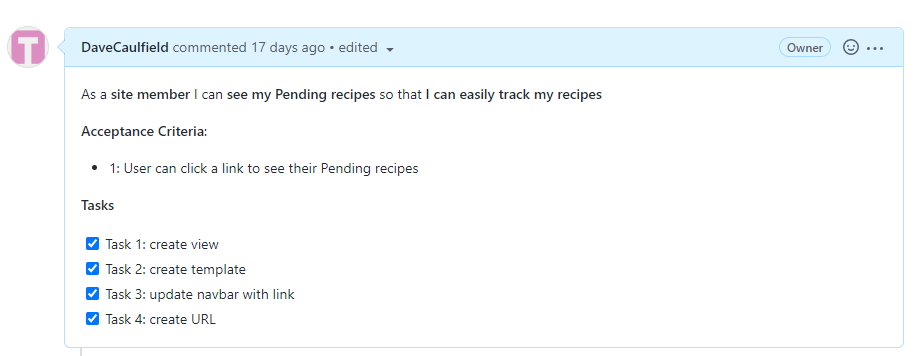 DaveCaulfield commented 17 days ago • edited
Owner
As a site member I can see my Pending recipes so that I can easily track my recipes
Acceptance Criteria:
• 1: User can click a link to see their Pending recipes
Tasks
Task 1: create view
Task 2: create template
Task 3: update navbar with link
Task 4: create URL